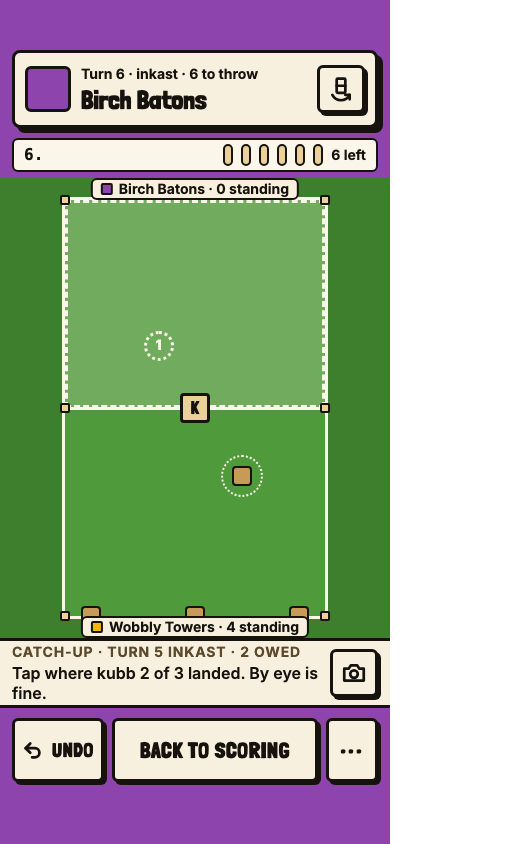 Turn 6 · inkast · 6 to throw
Birch Batons
6.
6 left
Birch Batons · 0 standing
1
K
Wobbly Towers · 4 standing
CATCH-UP · TURN 5 INKAST · 2 OWED
Tap where kubb 2 of 3 landed. By eye is
fine.
UNDO
BACK TO SCORING